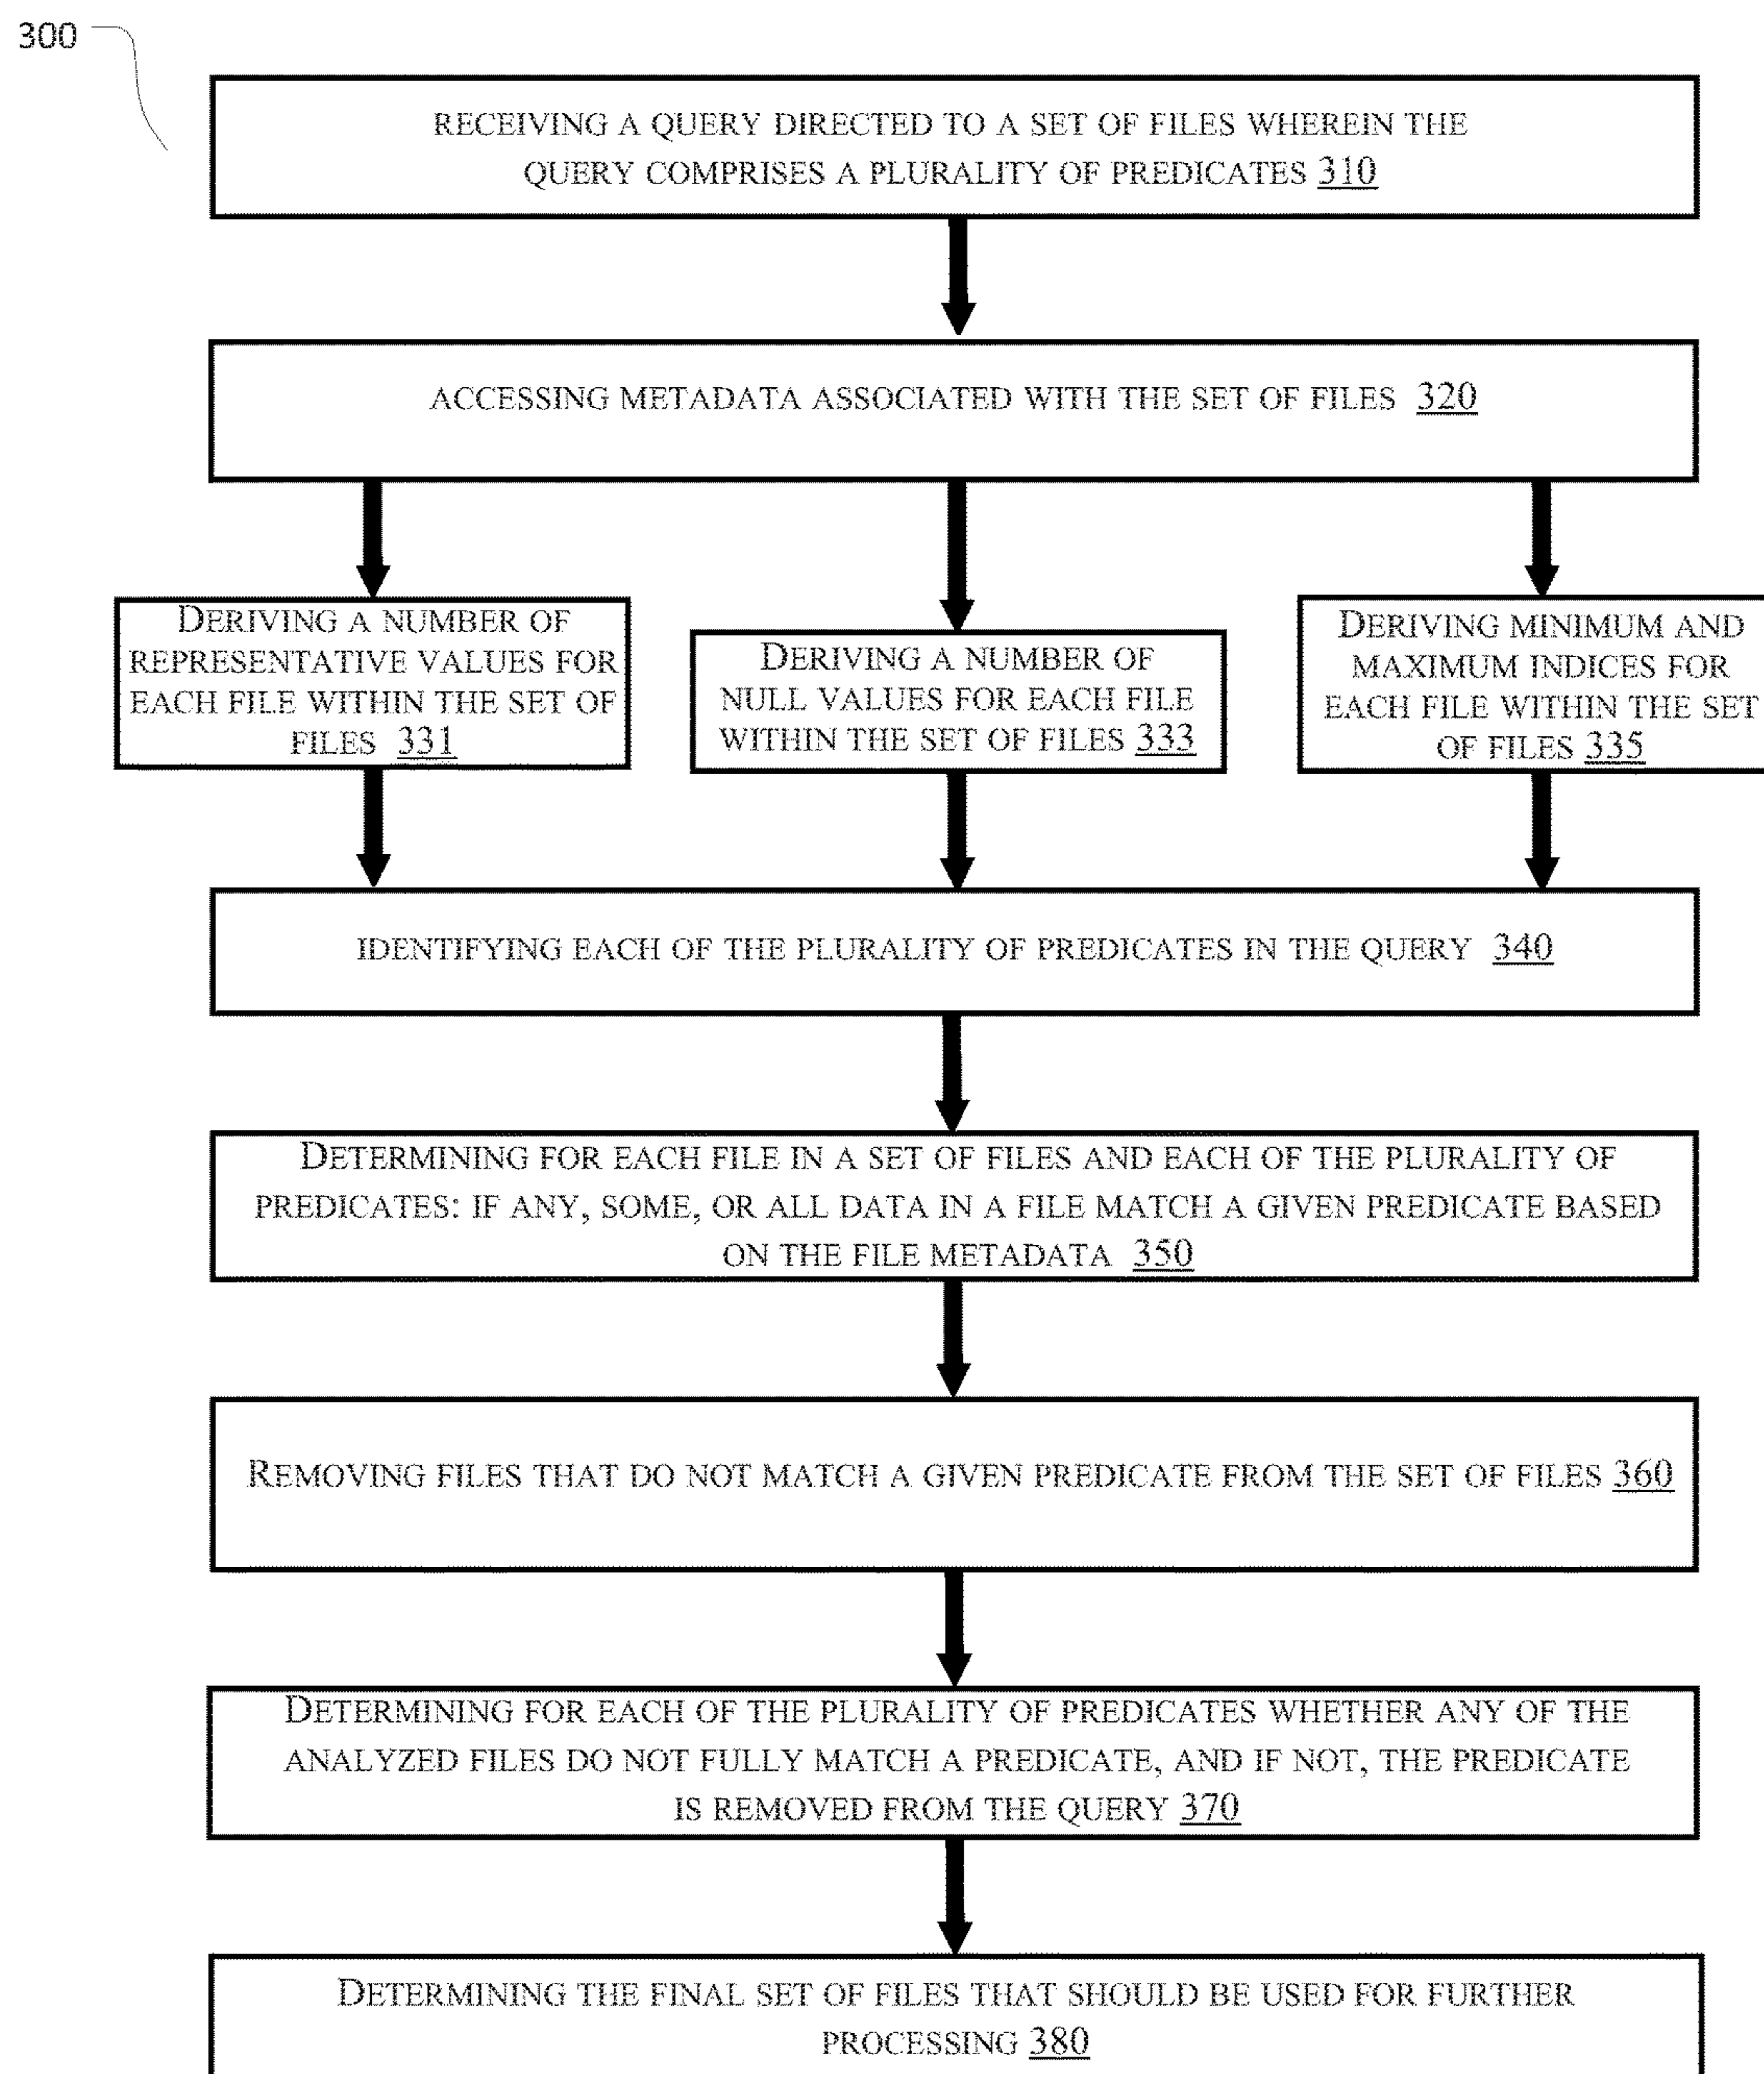 300
RECEIVING A QUERY DIRECTED TO A SET OF FILES WHEREIN THE
QUERY COMPRISES A PLURALITY OF PREDICATES 310
ACCESSING METADATA ASSOCIATED WITH THE SET OF FILES 320
DERIVING A NUMBER OF
REPRESENTATIVE VALUES FOR
EACH FILE WITHIN THE SET OF
FILES 331
DERIVING A NUMBER OF
NULL VALUES FOR EACH FILE
WITHIN THE SET OF FILES 333
DERIVING MINIMUM AND
MAXIMUM INDICES FOR
EACH FILE WITHIN THE SET
OF FILES 335
IDENTIFYING EACH OF THE PLURALITY OF PREDICATES IN THE QUERY 340
DETERMINING FOR EACH FILE IN A SET OF FILES AND EACH OF THE PLURALITY OF
PREDICATES: IF ANY, SOME, OR ALL DATA IN A FILE MATCH A GIVEN PREDICATE BASED
ON THE FILE METADATA 350
REMOVING FILES THAT DO NOT MATCH A GIVEN PREDICATE FROM THE SET OF FILES 360
DETERMINING FOR EACH OF THE PLURALITY OF PREDICATES WHETHER ANY OF THE
ANALYZED FILES DO NOT FULLY MATCH A PREDICATE, AND IF NOT, THE PREDICATE
IS REMOVED FROM THE QUERY 370
DETERMINING THE FINAL SET OF FILES THAT SHOULD BE USED FOR FURTHER
PROCESSING 380